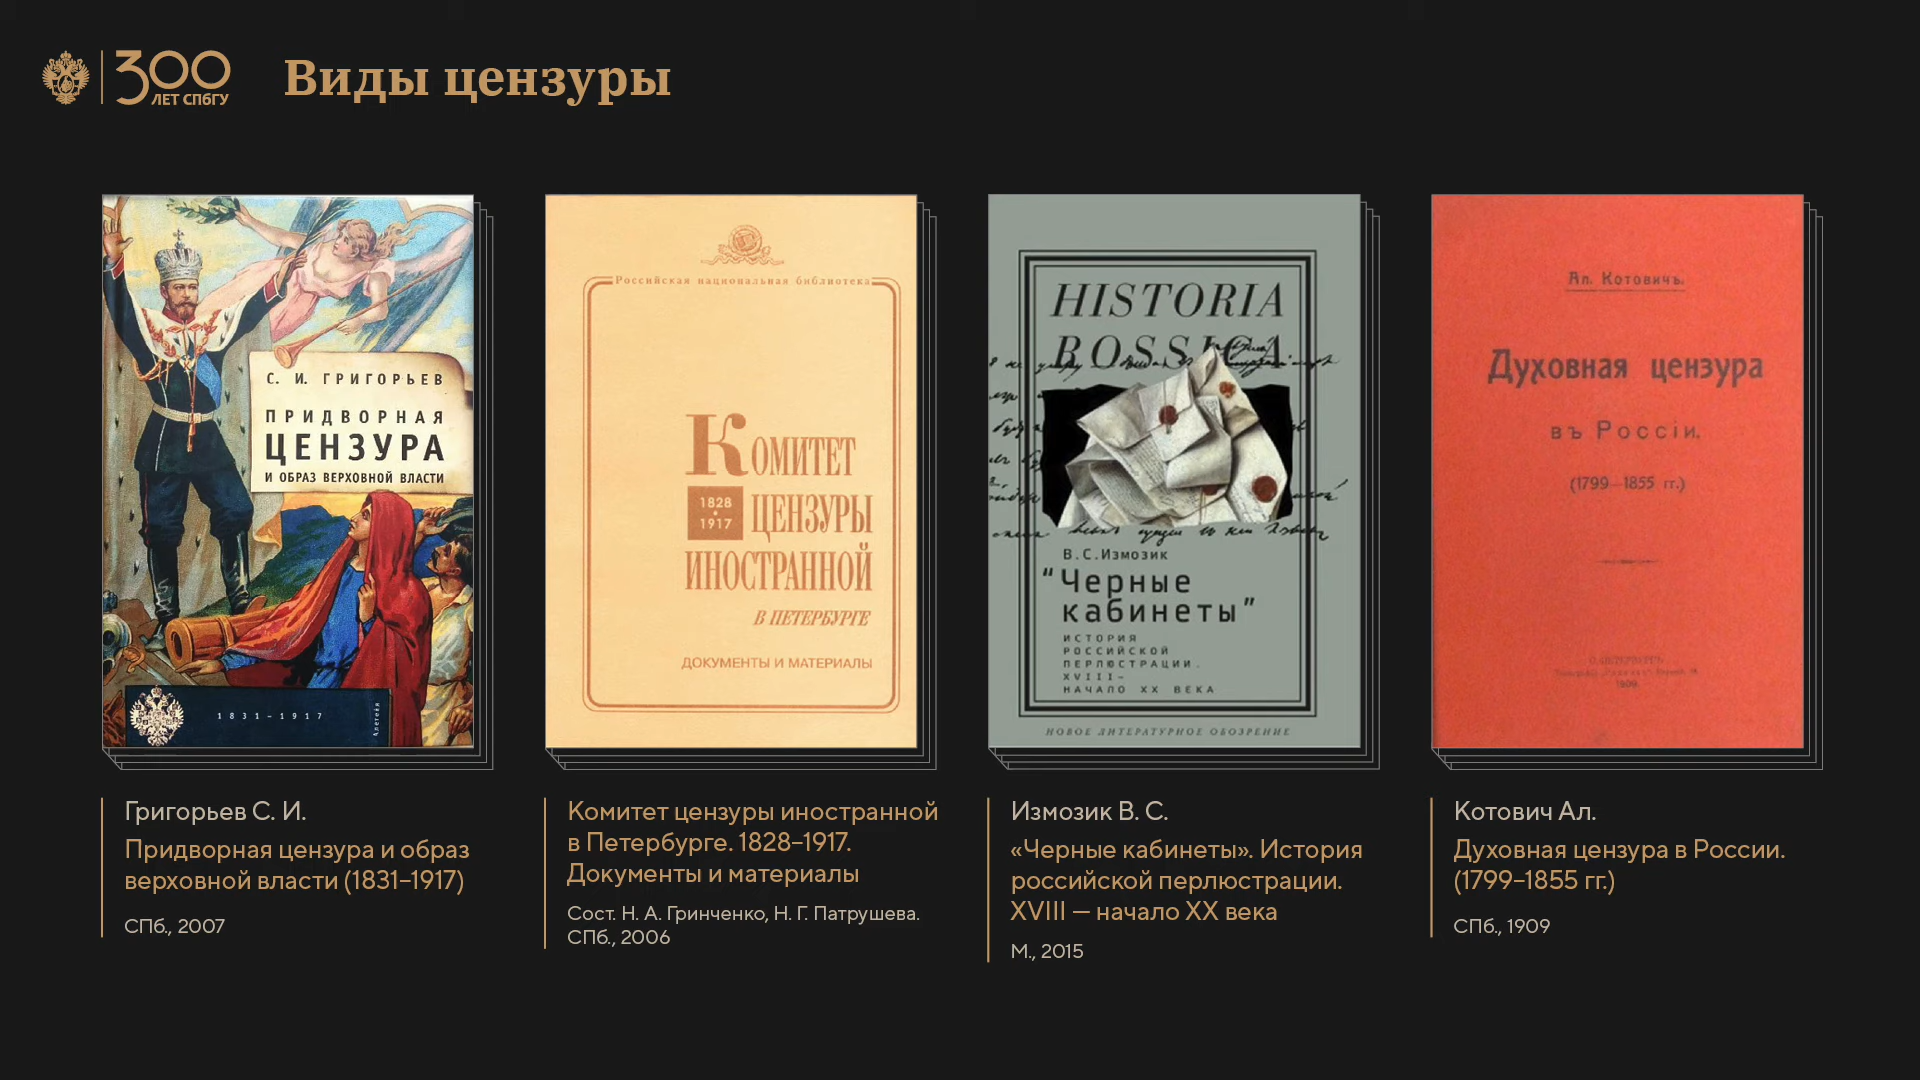 300
ЛЕТ СПбГУ
Виды цензуры
С. И. ГРИГОРЬЕВ
ПРИДВОРНАЯ
ЦЕНЗУРА
И ОБРАЗ ВЕРХОВНОЙ ВЛАСТИ
1831–1917
Алетейя
Григорьев С. И.
Придворная цензура и образ
верховной власти (1831–1917)
СПб., 2007
Российская национальная библиотека
КОМИТЕТ
1828
1917
ЦЕНЗУРЫ
ИНОСТРАННОЙ
В ПЕТЕРБУРГЕ
ДОКУМЕНТЫ И МАТЕРИАЛЫ
Комитет цензуры иностранной
в Петербурге. 1828–1917.
Документы и материалы
Сост. Н. А. Гринченко, Н. Г. Патрушева.
СПб., 2006
HISTORIA
ROSSICA
В.С.Измозик
"Черные
кабинеты"
ИСТОРИЯ
РОССИЙСКОЙ
ПЕРЛЮСТРАЦИИ.
XVIII–
НАЧАЛО XX ВЕКА
НОВОЕ ЛИТЕРАТУРНОЕ ОБОЗРЕНИЕ
Измозик В. С.
«Черные кабинеты». История
российской перлюстрации.
XVIII — начало XX века
М., 2015
Ал. Котовичъ.
Духовная цензура
въ Россіи.
(1799—1855 гг.)
С.-ПЕТЕРБУРГЪ.
1909.
Котович Ал.
Духовная цензура в России.
(1799–1855 гг.)
СПб., 1909